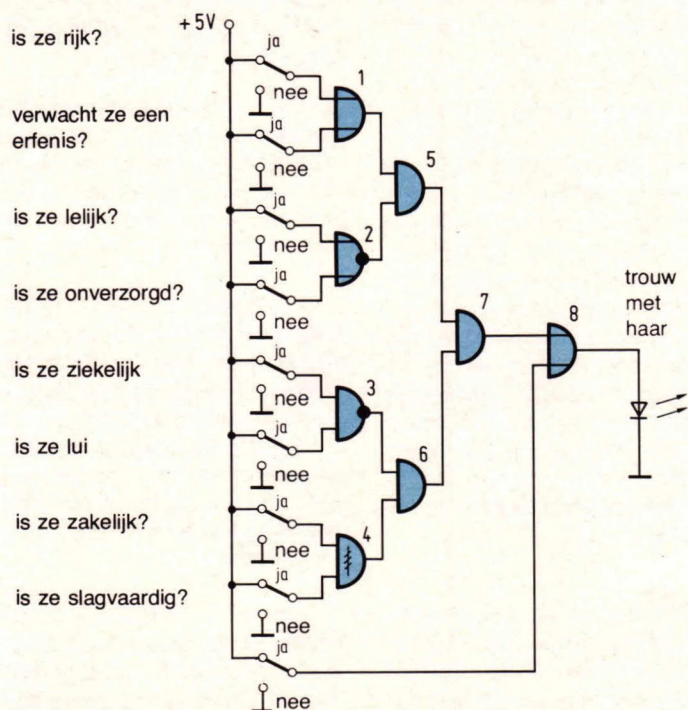 +5V
is ze rijk?
ja
1
nee
verwacht ze een
erfenis?
ja
5
nee
is ze lelijk?
ja
2
nee
is ze onverzorgd?
ja
7
8
trouw
met
haar
nee
is ze ziekelijk
ja
3
nee
is ze lui
ja
6
nee
is ze zakelijk?
ja
4
nee
is ze slagvaardig?
ja
nee
ja
nee